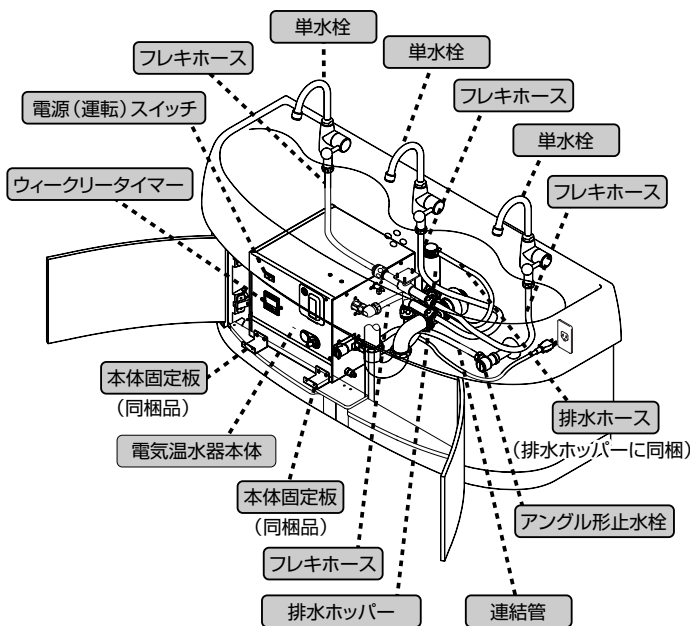 単水栓
フレキホース
単水栓
電源(運転)スイッチ
フレキホース
単水栓
ウィークリータイマー
フレキホース
本体固定板
(同梱品)
排水ホース
(排水ホッパーに同梱)
電気温水器本体
本体固定板
(同梱品)
アングル形止水栓
フレキホース
排水ホッパー
連結管